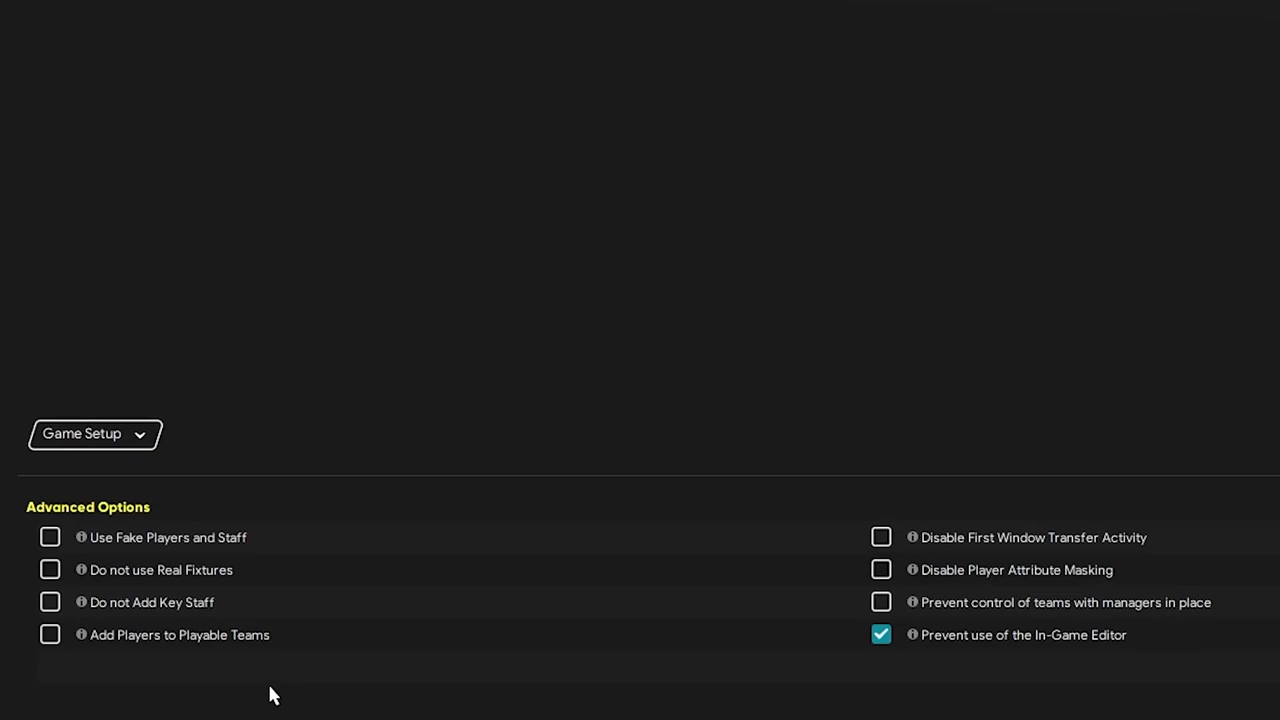 Game Setup
Advanced Options
Use Fake Players and Staff
Do not use Real Fixtures
Do not Add Key Staff
Add Players to Playable Teams
Disable First Window Transfer Activity
Disable Player Attribute Masking
Prevent control of teams with managers in place
Prevent use of the In-Game Editor